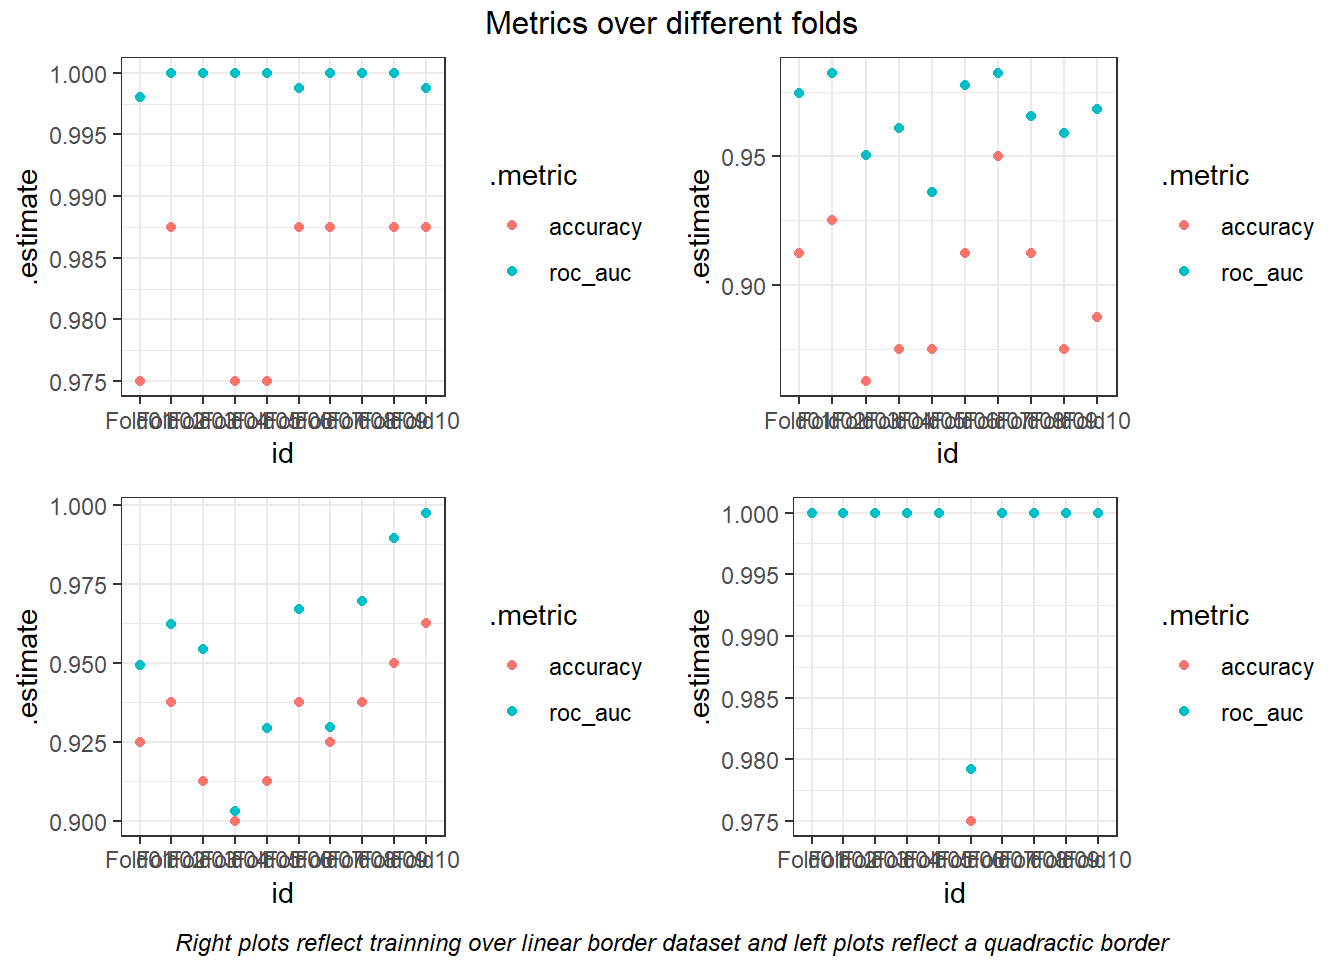 Metrics over different folds
1.000
0.995
0.990
0.985
0.980
0.975
.estimate
id
.metric
accuracy
roc_auc
0.95
0.90
.estimate
id
.metric
accuracy
roc_auc
1.000
0.975
0.950
0.925
0.900
.estimate
id
.metric
accuracy
roc_auc
1.000
0.995
0.990
0.985
0.980
0.975
.estimate
id
.metric
accuracy
roc_auc
Right plots reflect trainning over linear border dataset and left plots reflect a quadractic border